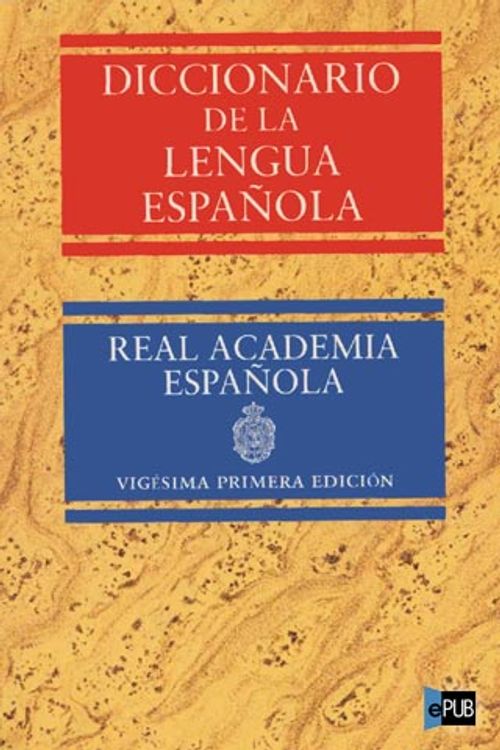 DICCIONARIO
DE LA
LENGUA
ESPAÑOLA
REAL ACADEMIA
ESPAÑOLA
VIGÉSIMA PRIMERA EDICIÓN
ePUB